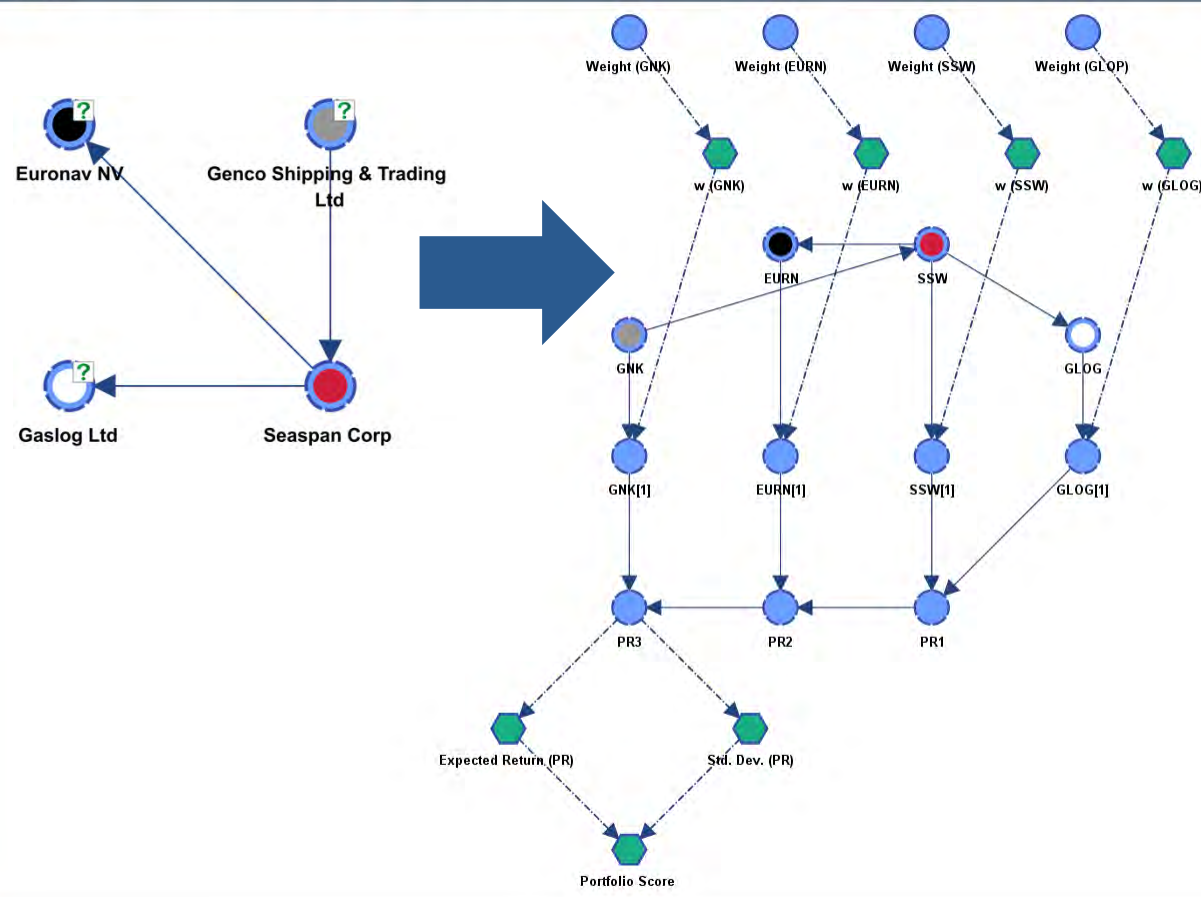 Weight (GNK)
Weight (EURN)
Weight (SSW)
Weight (GLOP)
?
?
Euronav NV
Genco Shipping & Trading
Ltd
w (GNK)
w (EURN)
w (SSW)
w (GLOG)
EURN
SSW
GNK
GLOG
?
Gaslog Ltd
Seaspan Corp
GNK[1]
EURN[1]
SSW[1]
GLOG[1]
PR3
PR2
PR1
Expected Return (PR)
Std. Dev. (PR)
Portfolio Score